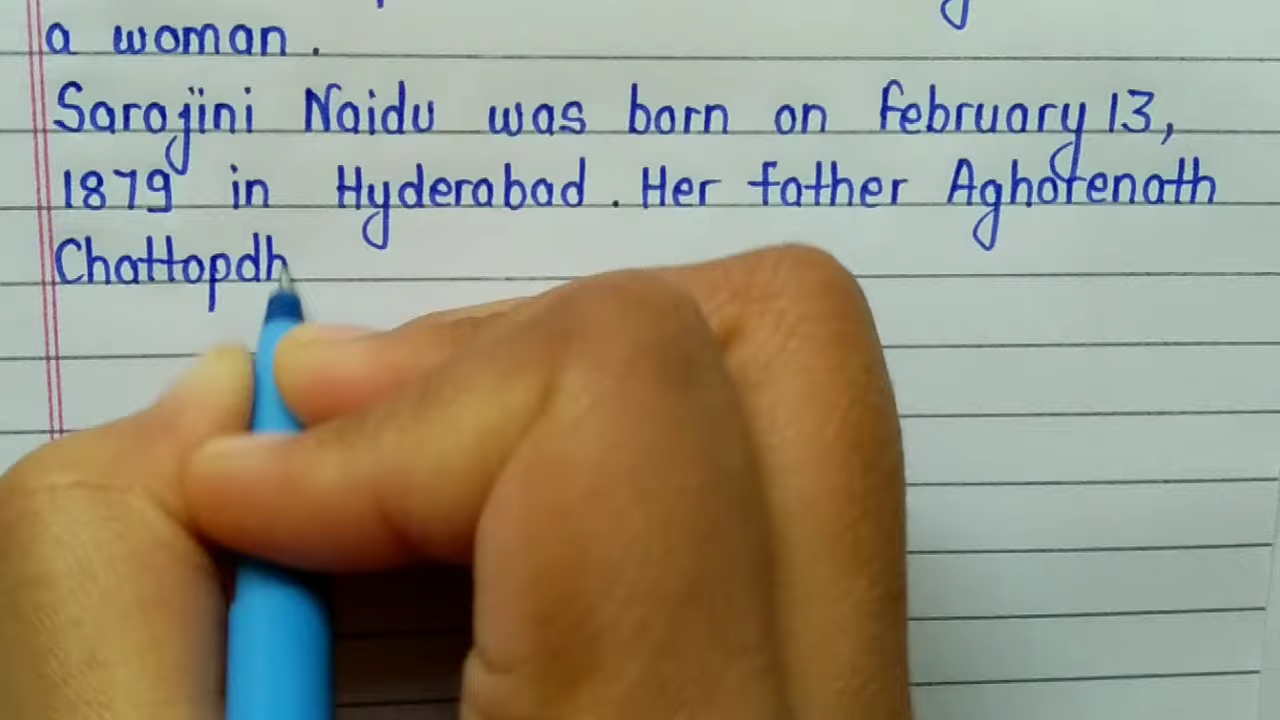 a woman.
Sarojini Naidu was born on February 13,
1879 in Hyderabad. Her father Aghorenath
Chattopdh